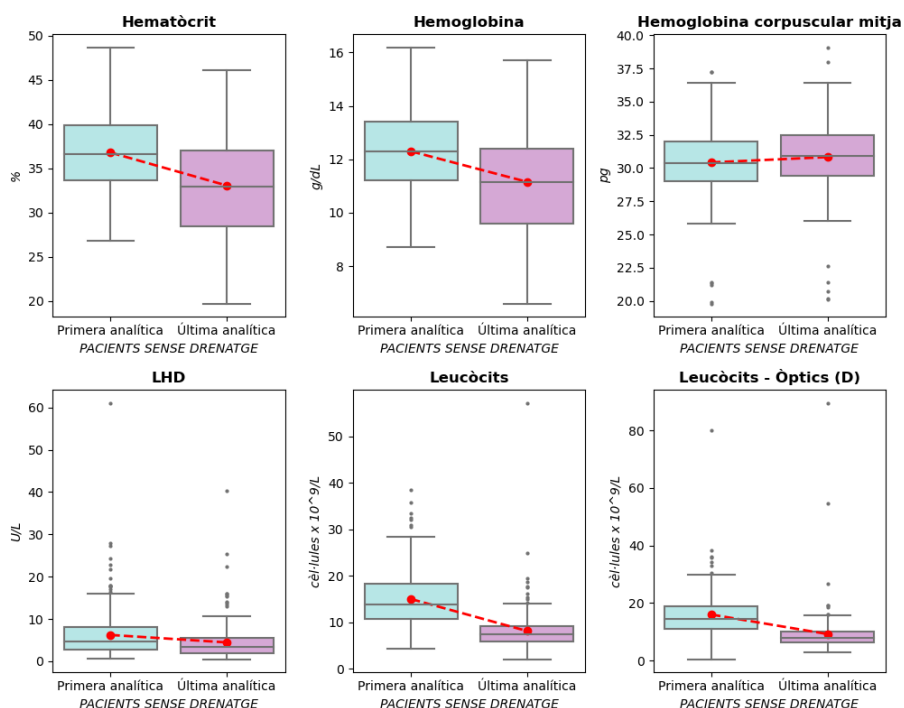 Hematòcrit
50
45
40
35
30
25
20
%
Primera analítica Última analítica
PACIENTS SENSE DRENATGE
Hemoglobina
16
14
12
10
8
g/dL
Primera analítica Última analítica
PACIENTS SENSE DRENATGE
Hemoglobina corpuscular mitja
40.0
37.5
35.0
32.5
30.0
27.5
25.0
22.5
20.0
pg
Primera analítica Última analítica
PACIENTS SENSE DRENATGE
LHD
60
50
40
30
20
10
0
U/L
Primera analítica Última analítica
PACIENTS SENSE DRENATGE
Leucòcits
50
40
30
20
10
0
cèl·lules x 10^9/L
Primera analítica Última analítica
PACIENTS SENSE DRENATGE
Leucòcits - Òptics (D)
80
60
40
20
0
cèl·lules x 10^9/L
Primera analítica Última analítica
PACIENTS SENSE DRENATGE